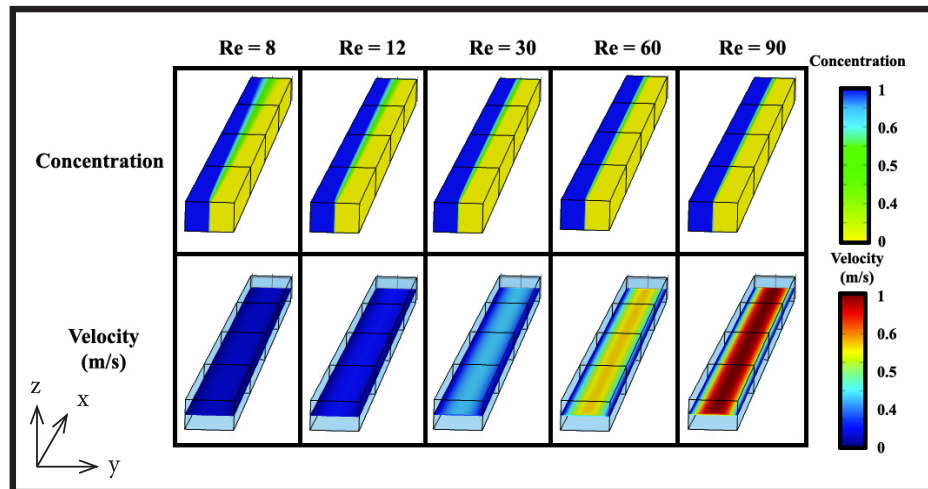 Re = 8 Re = 12 Re = 30 Re = 60 Re = 90
Concentration
1
0.6
0.5
0.4
0
Concentration
Velocity
(m/s)
1
0.6
0.5
0.4
0
Velocity
(m/s)
z
x
y